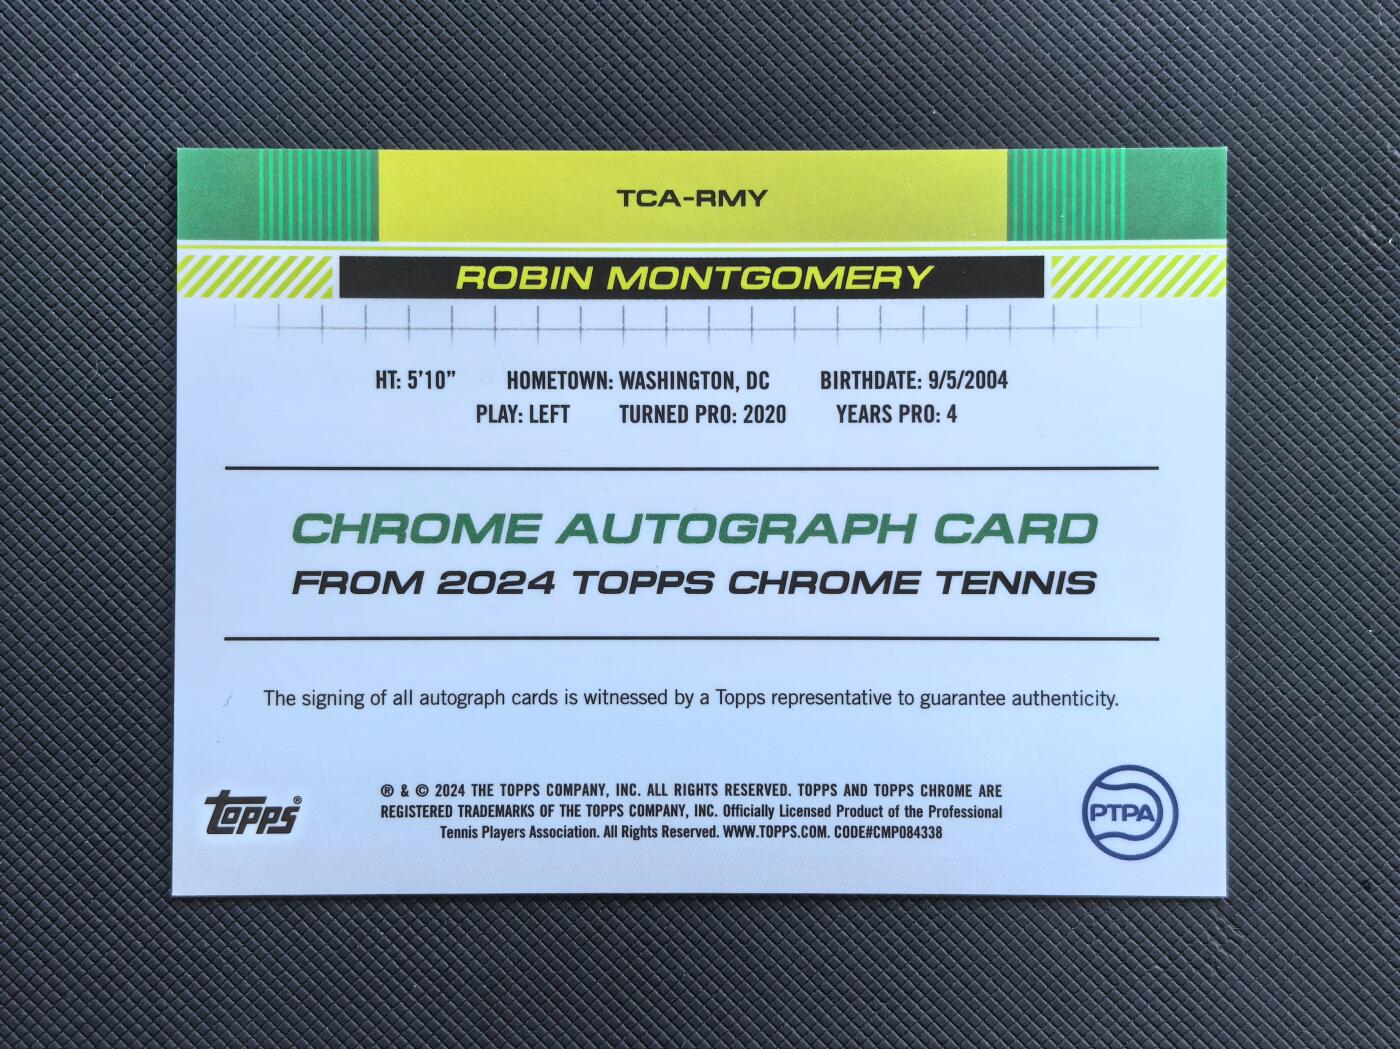 TCA-RMY
ROBIN MONTGOMERY
HT: 5'10" HOMETOWN: WASHINGTON, DC BIRTHDATE: 9/5/2004
PLAY: LEFT TURNED PRO: 2020 YEARS PRO: 4
CHROME AUTOGRAPH CARD
FROM 2024 TOPPS CHROME TENNIS
The signing of all autograph cards is witnessed by a Topps representative to guarantee authenticity.
topps®
® & © 2024 THE TOPPS COMPANY, INC. ALL RIGHTS RESERVED. TOPPS AND TOPPS CHROME ARE
REGISTERED TRADEMARKS OF THE TOPPS COMPANY, INC. Officially Licensed Product of the Professional
Tennis Players Association. All Rights Reserved. WWW.TOPPS.COM. CODE#CMP084338
PTPA